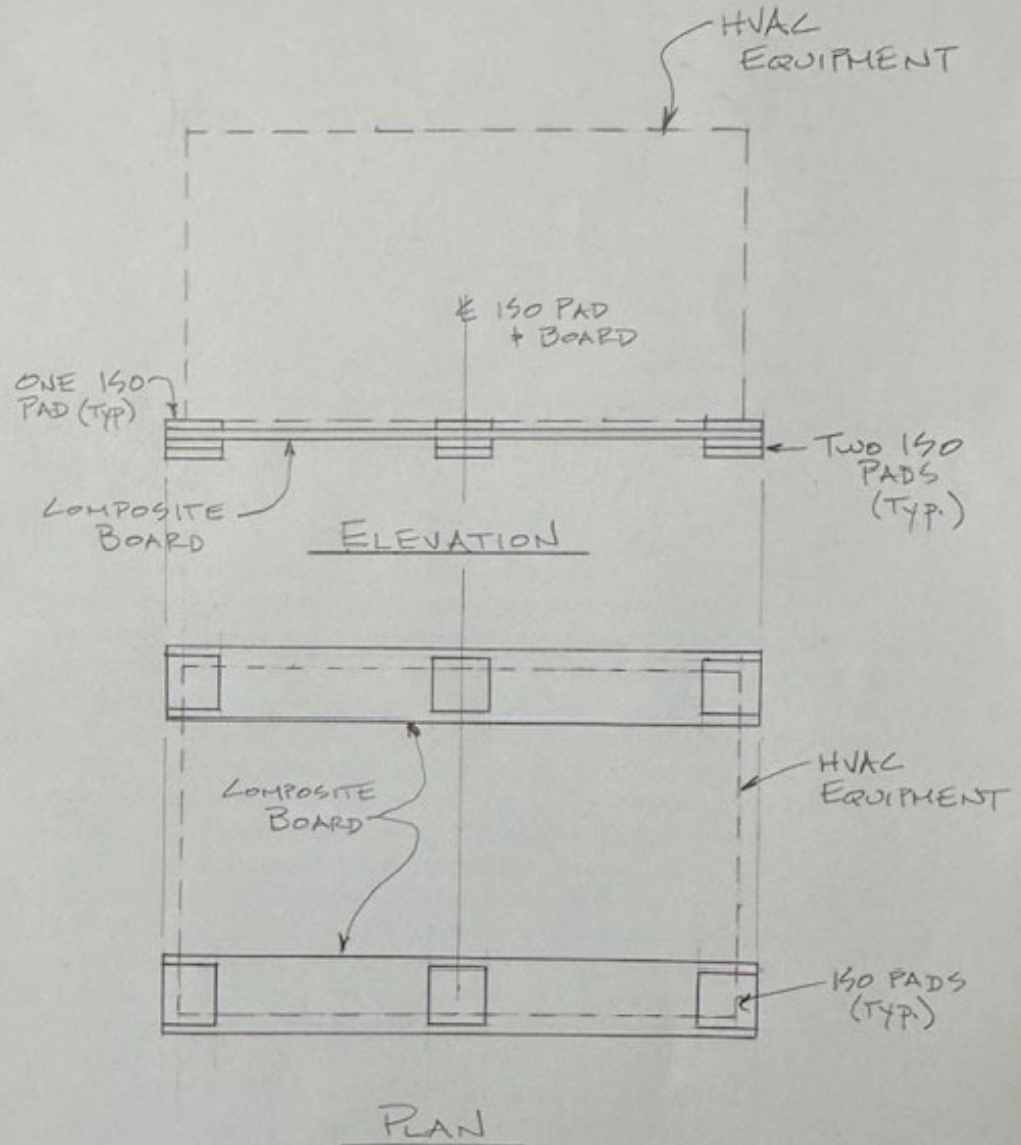 HVAC
EQUIPMENT
℄ ISO PAD
+ BOARD
ONE ISO
PAD (TYP)
TWO ISO
PADS
(TYP.)
COMPOSITE
BOARD
ELEVATION
COMPOSITE
BOARD
HVAC
EQUIPMENT
ISO PADS
(TYP.)
PLAN